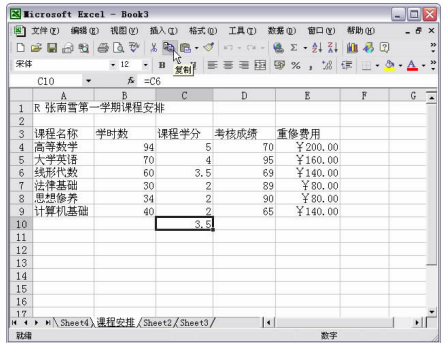 Microsoft Excel - Book3
文件(F) 编辑(E) 视图(V) 插入(I) 格式(O) 工具(T) 数据(D) 窗口(W) 帮助(H)
宋体 12 B
复制
C10 fx =C6
A B C D E F G
1 R 张南雪第一学期课程安排
2
3 课程名称 学时数 课程学分 考核成绩 重修费用
4 高等数学 94 5 70 ￥200.00
5 大学英语 70 4 95 ￥160.00
6 线形代数 60 3.5 69 ￥140.00
7 法律基础 30 2 89 ￥80.00
8 思想修养 34 2 90 ￥80.00
9 计算机基础 40 2 65 ￥140.00
10 3.5
11
12
13
14
15
16
17
Sheet4 课程安排 Sheet2 Sheet3
就绪 数字